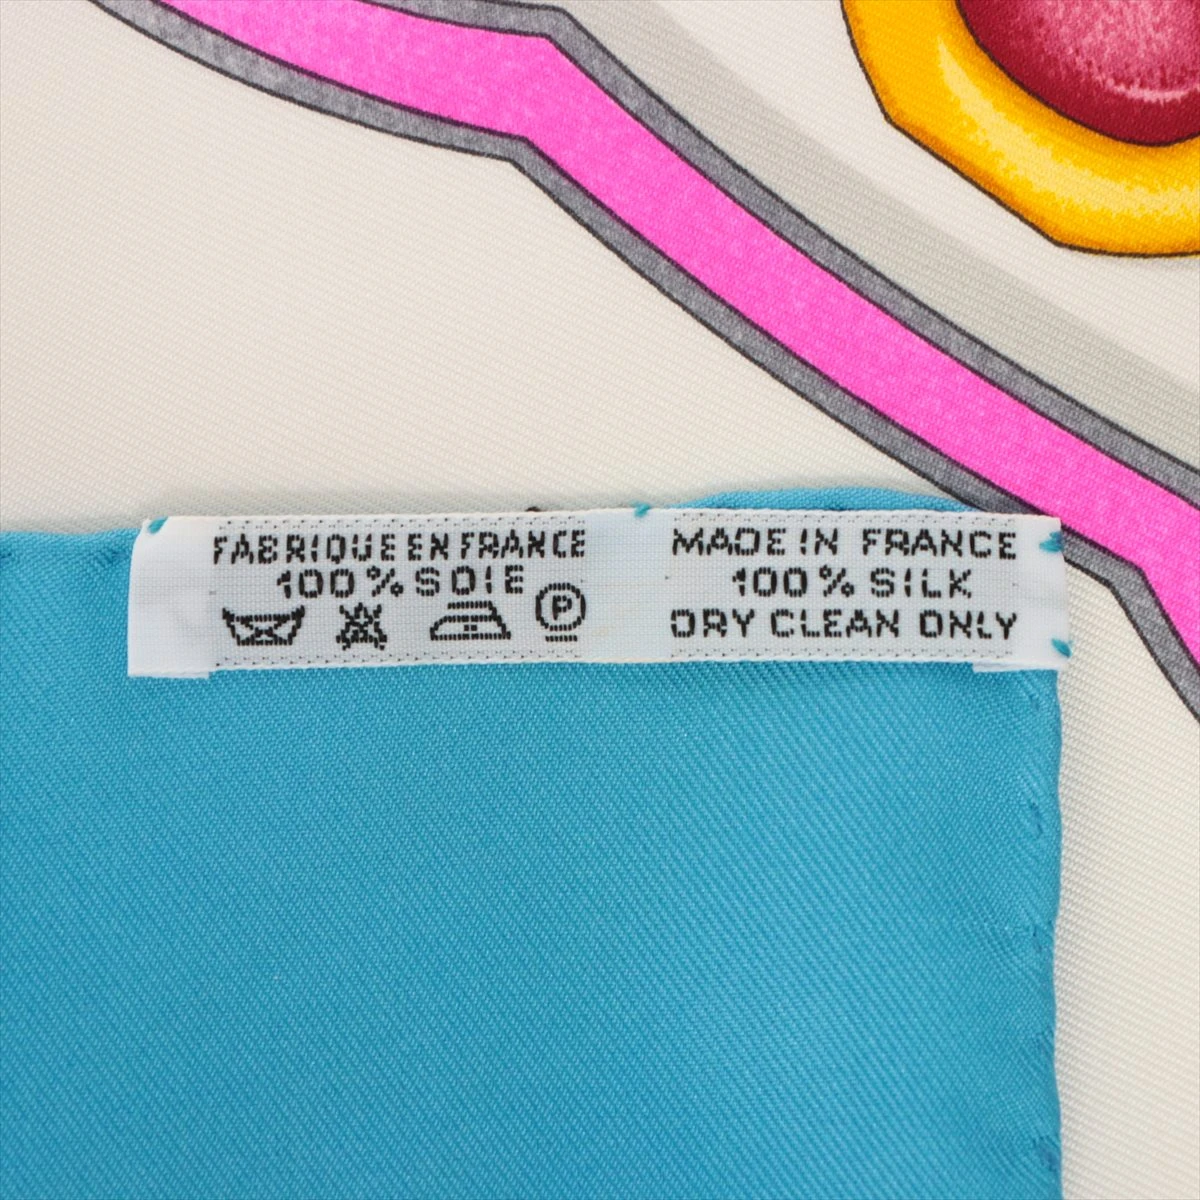 FABRIQUE EN FRANCE
100% SOIE
P
MADE IN FRANCE
100% SILK
DRY CLEAN ONLY